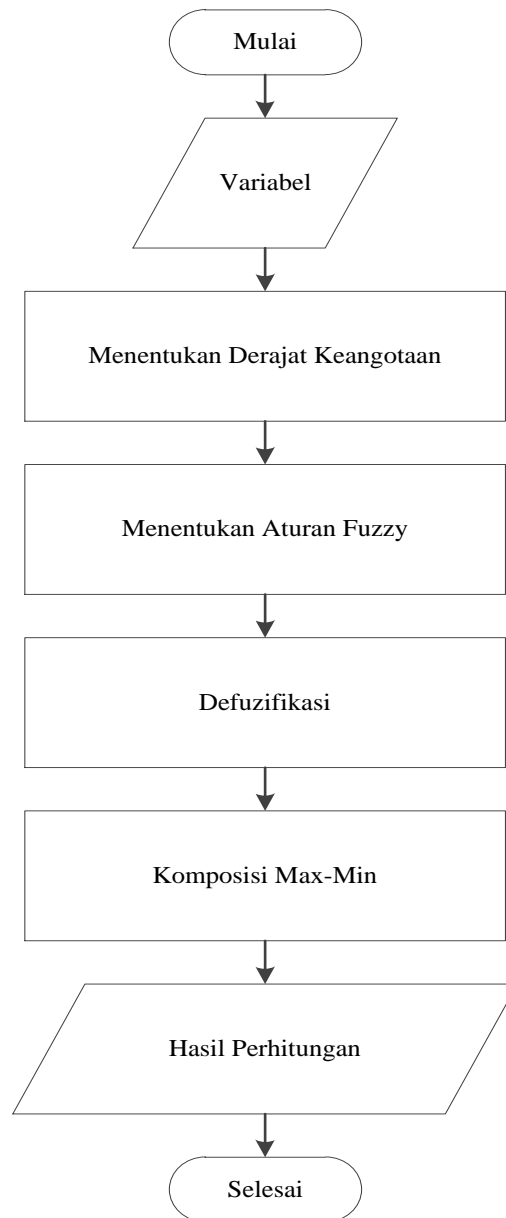 Mulai
Variabel
Menentukan Derajat Keangotaan
Menentukan Aturan Fuzzy
Defuzifikasi
Komposisi Max-Min
Hasil Perhitungan
Selesai